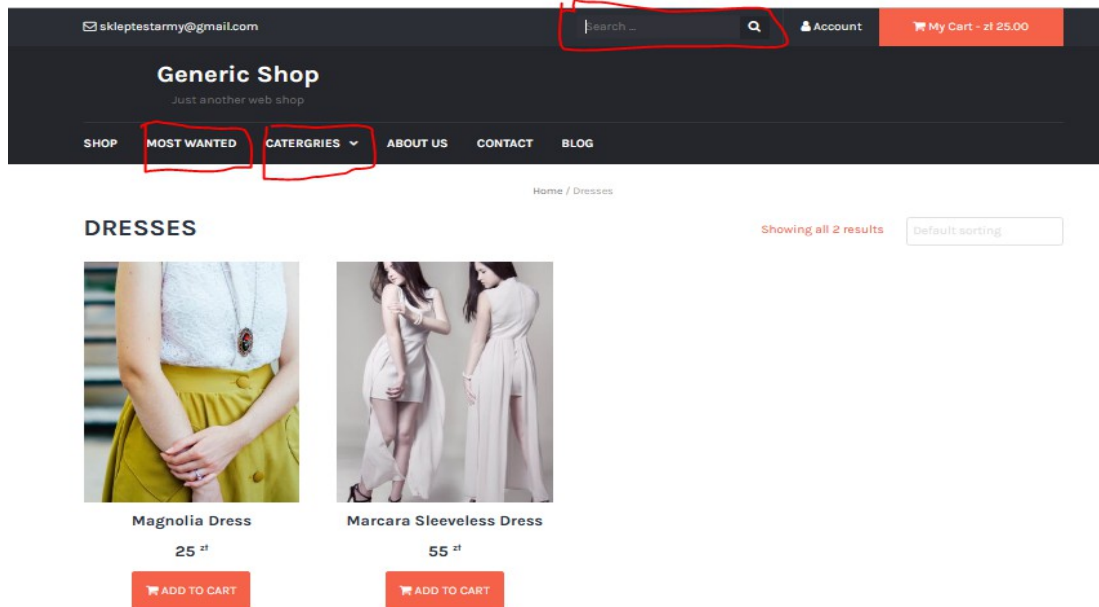 skleptestarmy@gmail.com
Search ...
Account
My Cart - zł 25.00
Generic Shop
Just another web shop
SHOP MOST WANTED CATERGRIES ABOUT US CONTACT BLOG
Home / Dresses
DRESSES
Showing all 2 results
Default sorting
Magnolia Dress
25 zł
ADD TO CART
Marcara Sleeveless Dress
55 zł
ADD TO CART